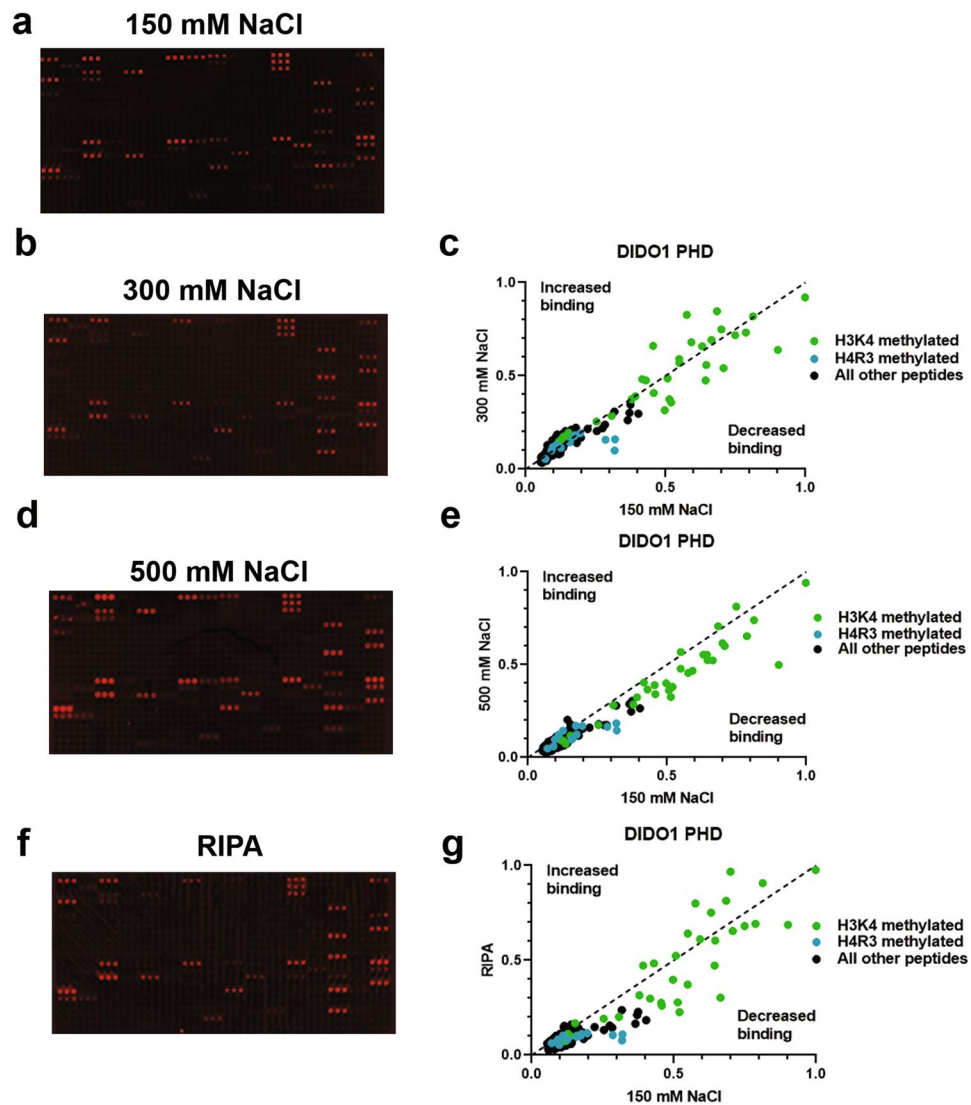 a
150 mM NaCl
b
300 mM NaCl
c
DIDO1 PHD
1.0
Increased
binding
300 mM NaCl
0.5
H3K4 methylated
H4R3 methylated
All other peptides
Decreased
binding
0.0
0.0
0.5
1.0
150 mM NaCl
d
500 mM NaCl
e
DIDO1 PHD
1.0
Increased
binding
500 mM NaCl
0.5
H3K4 methylated
H4R3 methylated
All other peptides
Decreased
binding
0.0
0.0
0.5
1.0
150 mM NaCl
f
RIPA
g
DIDO1 PHD
1.0
Increased
binding
RIPA
0.5
H3K4 methylated
H4R3 methylated
All other peptides
Decreased
binding
0.0
0.0
0.5
1.0
150 mM NaCl